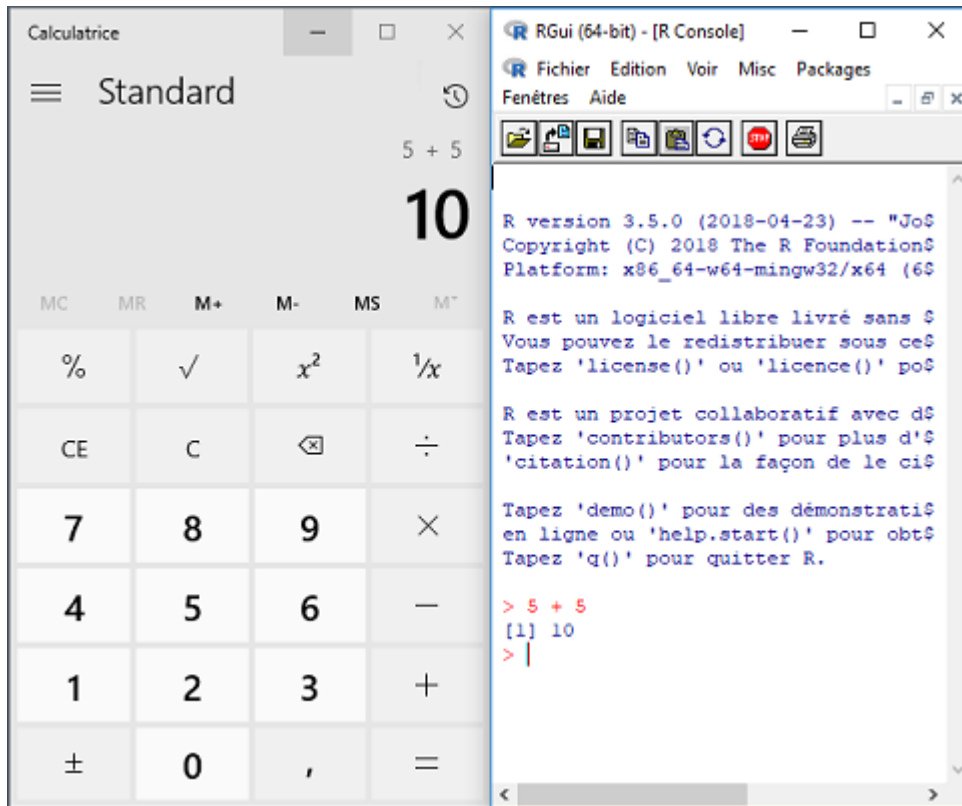 Calculatrice
Standard
5 + 5
10
MC MR M+ M- MS M˅
% √ x² ¹/x
CE C ÷
7 8 9 ×
4 5 6 −
1 2 3 +
± 0 , =
RGui (64-bit) - [R Console]
Fichier Edition Voir Misc Packages
Fenêtres Aide
STOP
R version 3.5.0 (2018-04-23) -- "Jo$
Copyright (C) 2018 The R Foundation$
Platform: x86_64-w64-mingw32/x64 (6$
R est un logiciel libre livré sans $
Vous pouvez le redistribuer sous ce$
Tapez 'license()' ou 'licence()' po$
R est un projet collaboratif avec d$
Tapez 'contributors()' pour plus d'$
'citation()' pour la façon de le ci$
Tapez 'demo()' pour des démonstrati$
en ligne ou 'help.start()' pour obt$
Tapez 'q()' pour quitter R.
> 5 + 5
[1] 10
>